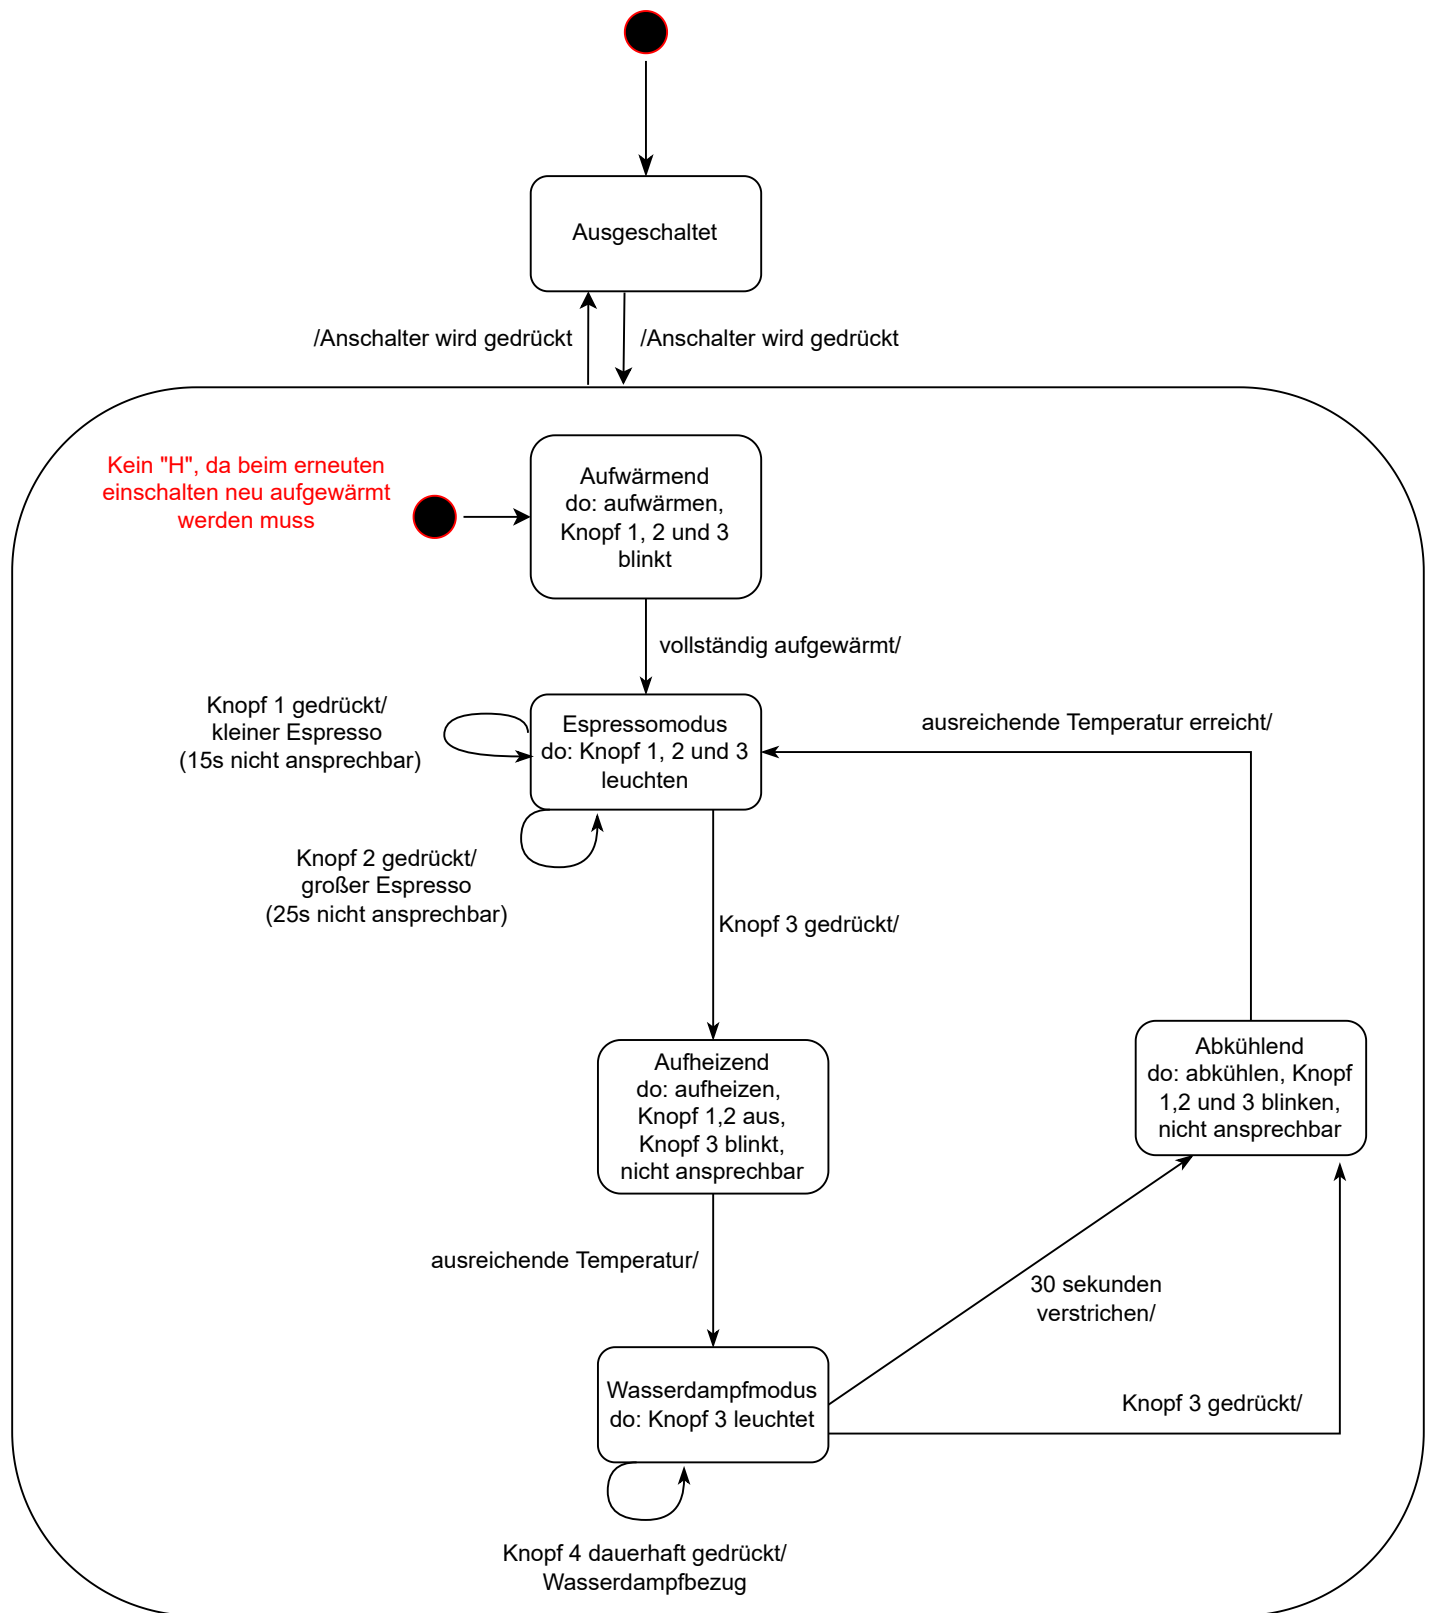 Ausgeschaltet
/Anschalter wird gedrückt
/Anschalter wird gedrückt
Kein "H", da beim erneuten
einschalten neu aufgewärmt
werden muss
Aufwärmend
do: aufwärmen,
Knopf 1, 2 und 3
blinkt
vollständig aufgewärmt/
Knopf 1 gedrückt/
kleiner Espresso
(15s nicht ansprechbar)
Espressomodus
do: Knopf 1, 2 und 3
leuchten
ausreichende Temperatur erreicht/
Knopf 2 gedrückt/
großer Espresso
(25s nicht ansprechbar)
Knopf 3 gedrückt/
Aufheizend
do: aufheizen,
Knopf 1,2 aus,
Knopf 3 blinkt,
nicht ansprechbar
Abkühlend
do: abkühlen, Knopf
1,2 und 3 blinken,
nicht ansprechbar
ausreichende Temperatur/
30 sekunden
verstrichen/
Wasserdampfmodus
do: Knopf 3 leuchtet
Knopf 3 gedrückt/
Knopf 4 dauerhaft gedrückt/
Wasserdampfbezug